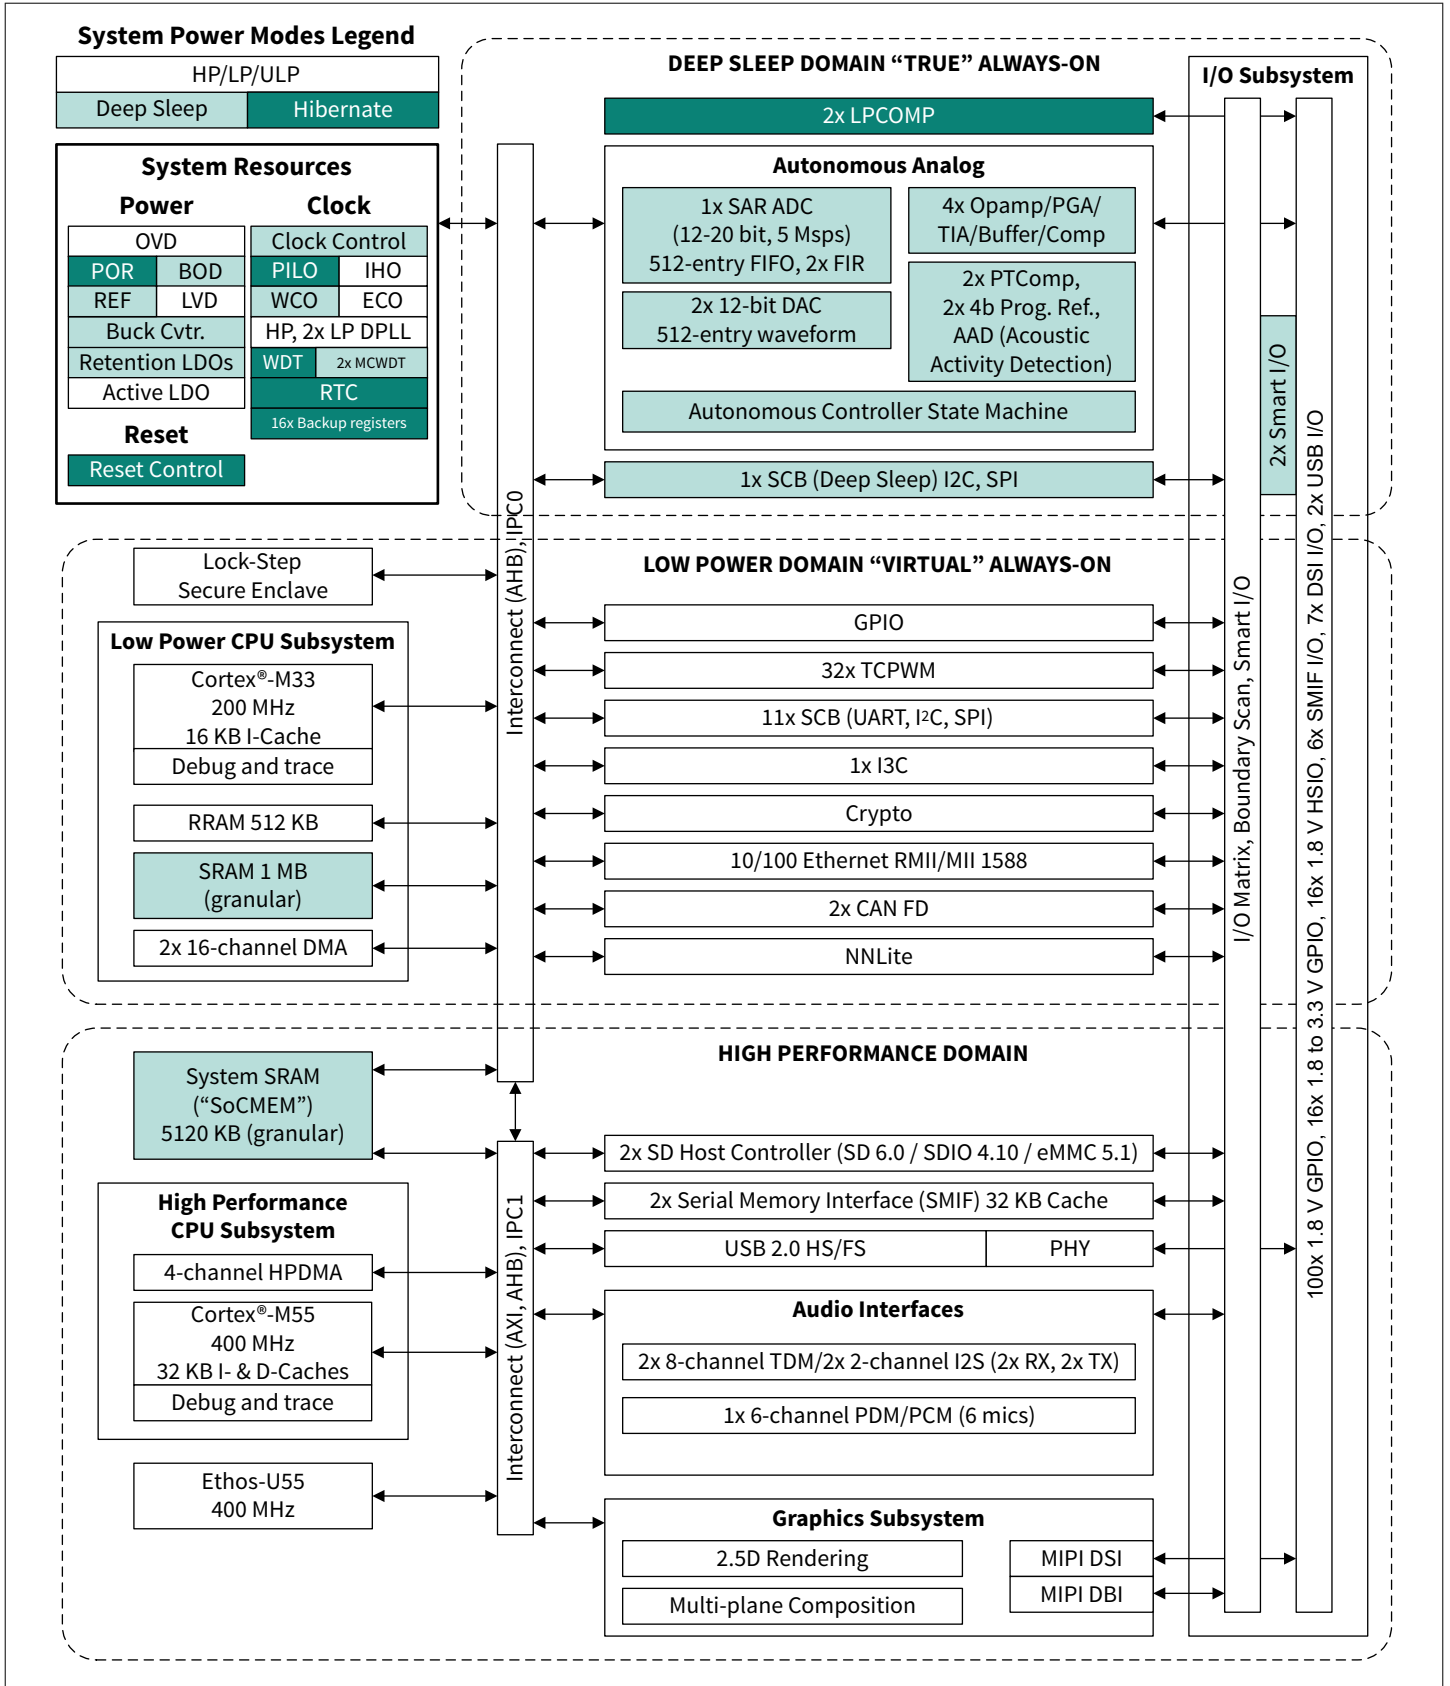 System Power Modes Legend
HP/LP/ULP
Deep Sleep
Hibernate
System Resources
Power
Clock
OVD
Clock Control
POR
BOD
PILO
IHO
REF
LVD
WCO
ECO
Buck Cvtr.
HP, 2x LP DPLL
Retention LDOs
WDT
2x MCWDT
Active LDO
RTC
16x Backup registers
Reset
Reset Control
DEEP SLEEP DOMAIN “TRUE” ALWAYS-ON
2x LPCOMP
Autonomous Analog
1x SAR ADC
(12-20 bit, 5 Msps)
512-entry FIFO, 2x FIR
4x Opamp/PGA/
TIA/Buffer/Comp
2x 12-bit DAC
512-entry waveform
2x PTComp,
2x 4b Prog. Ref.,
AAD (Acoustic
Activity Detection)
Autonomous Controller State Machine
1x SCB (Deep Sleep) I2C, SPI
I/O Subsystem
2x Smart I/O
I/O Matrix, Boundary Scan, Smart I/O
100x 1.8 V GPIO, 16x 1.8 to 3.3 V GPIO, 16x 1.8 V HSIO, 6x SMIF I/O, 7x DSI I/O, 2x USB I/O
Interconnect (AHB), IPC0
LOW POWER DOMAIN “VIRTUAL” ALWAYS-ON
Lock-Step
Secure Enclave
Low Power CPU Subsystem
Cortex®-M33
200 MHz
16 KB I-Cache
Debug and trace
RRAM 512 KB
SRAM 1 MB
(granular)
2x 16-channel DMA
GPIO
32x TCPWM
11x SCB (UART, I²C, SPI)
1x I3C
Crypto
10/100 Ethernet RMII/MII 1588
2x CAN FD
NNLite
HIGH PERFORMANCE DOMAIN
System SRAM
(“SoCMEM”)
5120 KB (granular)
High Performance
CPU Subsystem
4-channel HPDMA
Cortex®-M55
400 MHz
32 KB I- & D-Caches
Debug and trace
Ethos-U55
400 MHz
Interconnect (AXI, AHB), IPC1
2x SD Host Controller (SD 6.0 / SDIO 4.10 / eMMC 5.1)
2x Serial Memory Interface (SMIF) 32 KB Cache
USB 2.0 HS/FS
PHY
Audio Interfaces
2x 8-channel TDM/2x 2-channel I2S (2x RX, 2x TX)
1x 6-channel PDM/PCM (6 mics)
Graphics Subsystem
2.5D Rendering
MIPI DSI
Multi-plane Composition
MIPI DBI